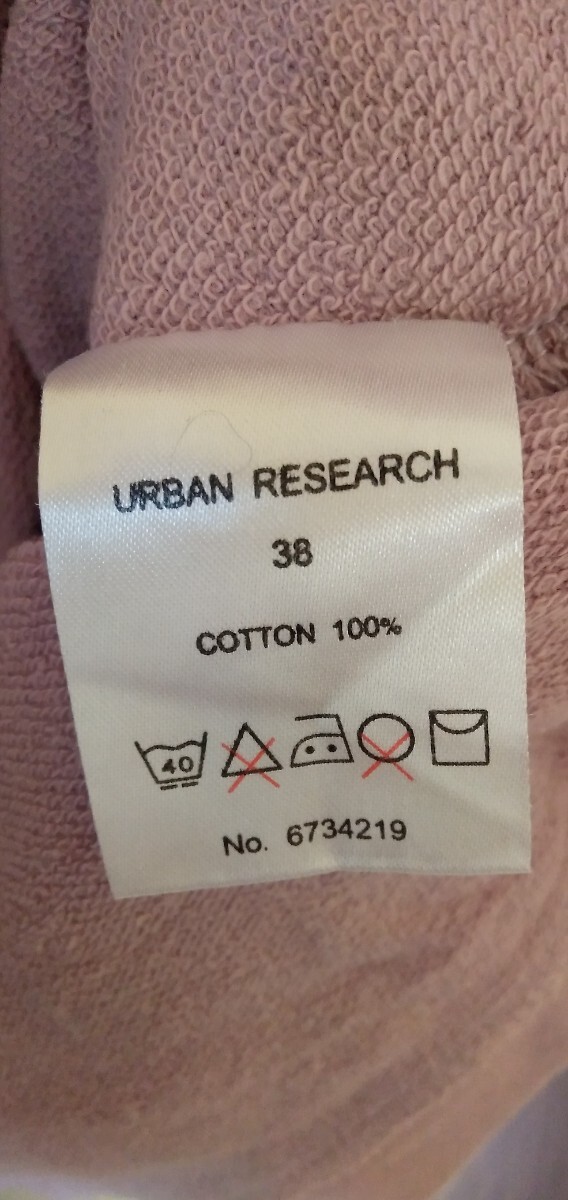 URBAN RESEARCH
38
COTTON 100%
40
No. 6734219